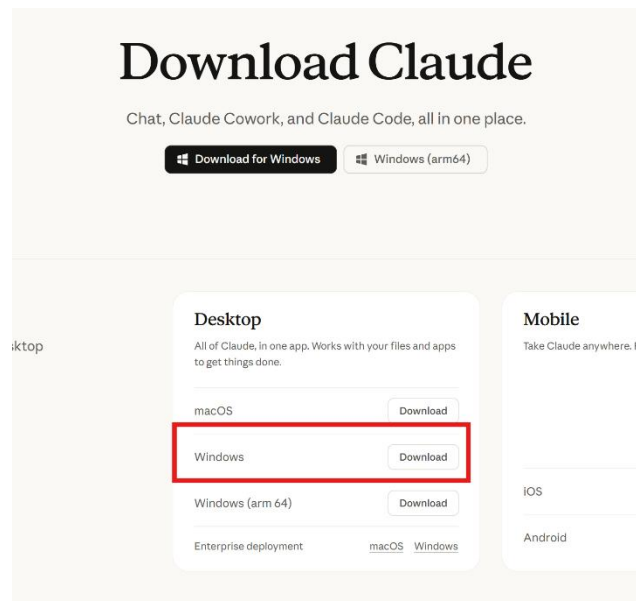 Download Claude
Chat, Claude Cowork, and Claude Code, all in one place.
Download for Windows
Windows (arm64)
Desktop
All of Claude, in one app. Works with your files and apps
to get things done.
macOS Download
Windows Download
Windows (arm 64) Download
Enterprise deployment macOS Windows
Mobile
Take Claude anywhere.
iOS
Android